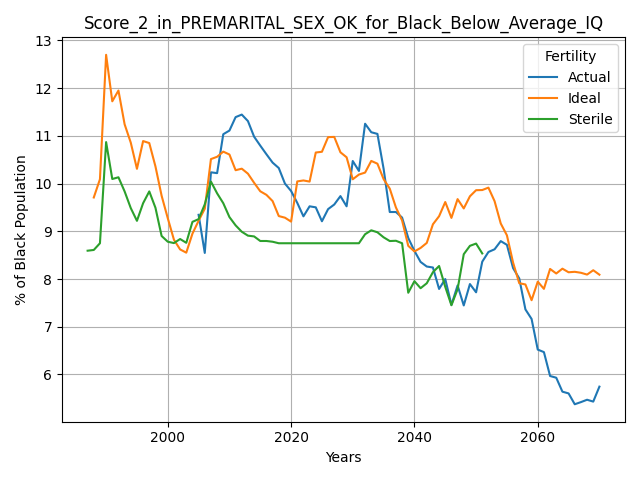 Score_2_in_PREMARITAL_SEX_OK_for_Black_Below_Average_IQ
13
12
11
10
9
8
7
6
% of Black Population
Fertility
Actual
Ideal
Sterile
2000 2020 2040 2060
Years